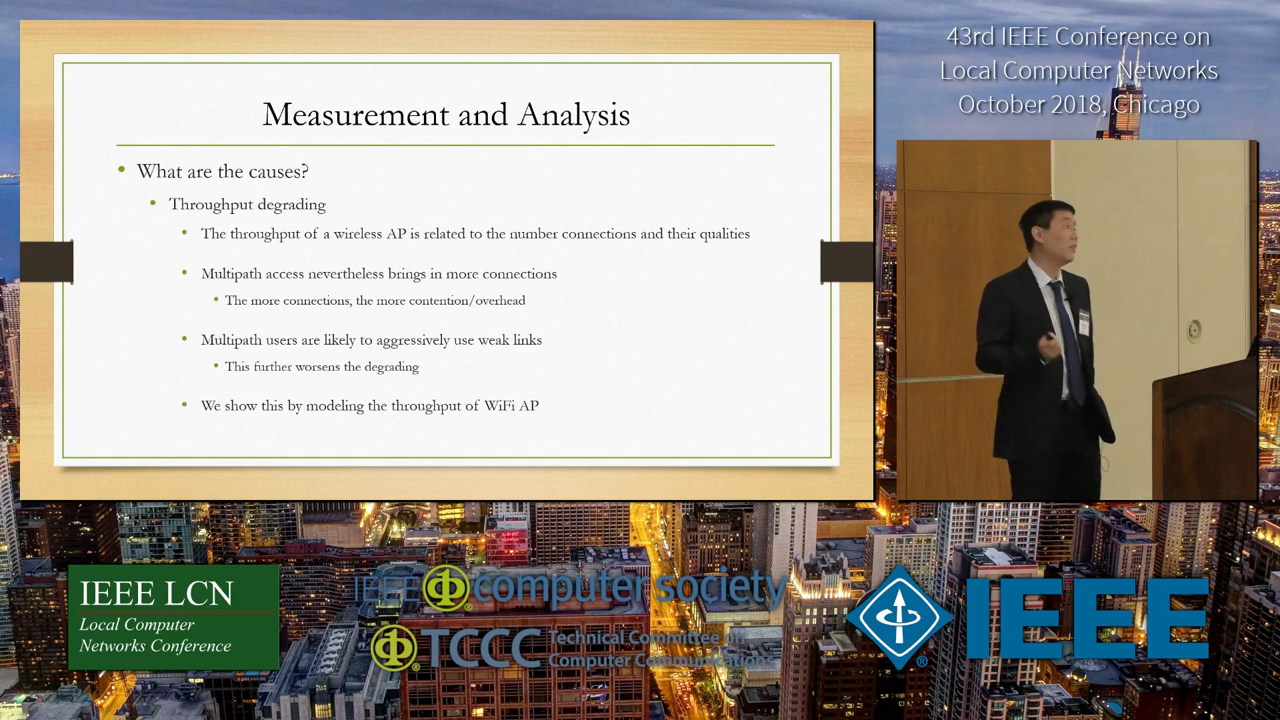 43rd IEEE Conference on
Local Computer Networks
October 2018, Chicago
Measurement and Analysis
• What are the causes?
• Throughput degrading
• The throughput of a wireless AP is related to the number connections and their qualities
• Multipath access nevertheless brings in more connections
• The more connections, the more contention/overhead
• Multipath users are likely to aggressively use weak links
• This further worsens the degrading
• We show this by modeling the throughput of WiFi AP
IEEE LCN
Local Computer
Networks Conference
IEEE computer society
TCCC Technical Committee on
Computer Communications
IEEE